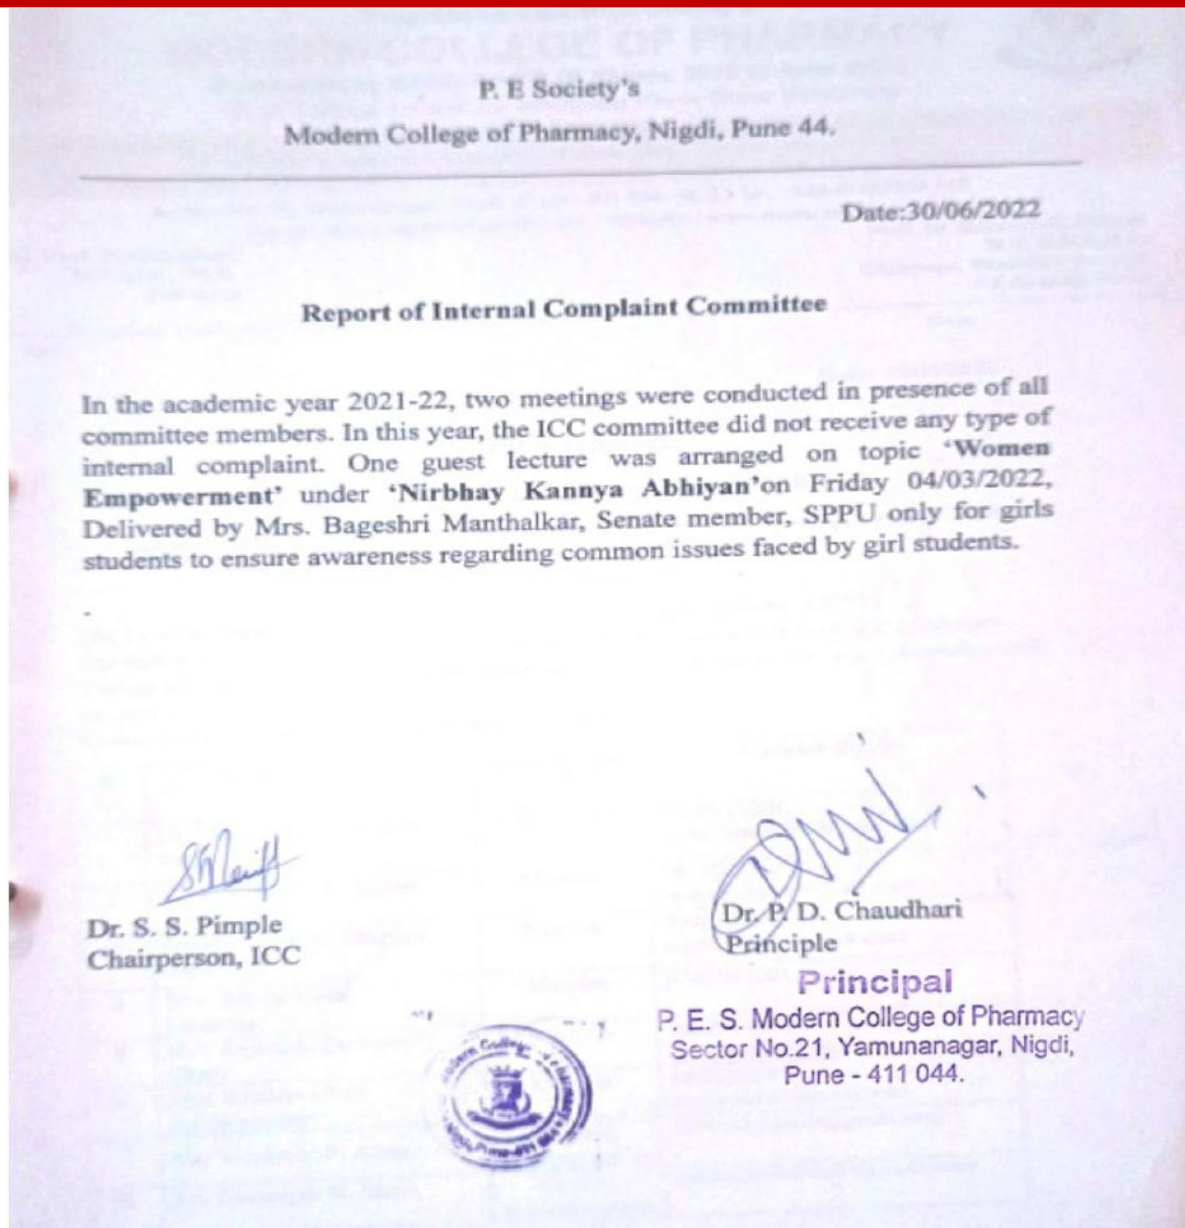 P. E Society's
Modern College of Pharmacy, Nigdi, Pune 44.
Date:30/06/2022
Report of Internal Complaint Committee
In the academic year 2021-22, two meetings were conducted in presence of all
committee members. In this year, the ICC committee did not receive any type of
internal complaint. One guest lecture was arranged on topic ‘Women
Empowerment’ under ‘Nirbhay Kannya Abhiyan’on Friday 04/03/2022,
Delivered by Mrs. Bageshri Manthalkar, Senate member, SPPU only for girls
students to ensure awareness regarding common issues faced by girl students.
-
Dr. S. S. Pimple
Chairperson, ICC
Dr. P. D. Chaudhari
Principle
Principal
P. E. S. Modern College of Pharmacy
Sector No.21, Yamunanagar, Nigdi,
Pune - 411 044.